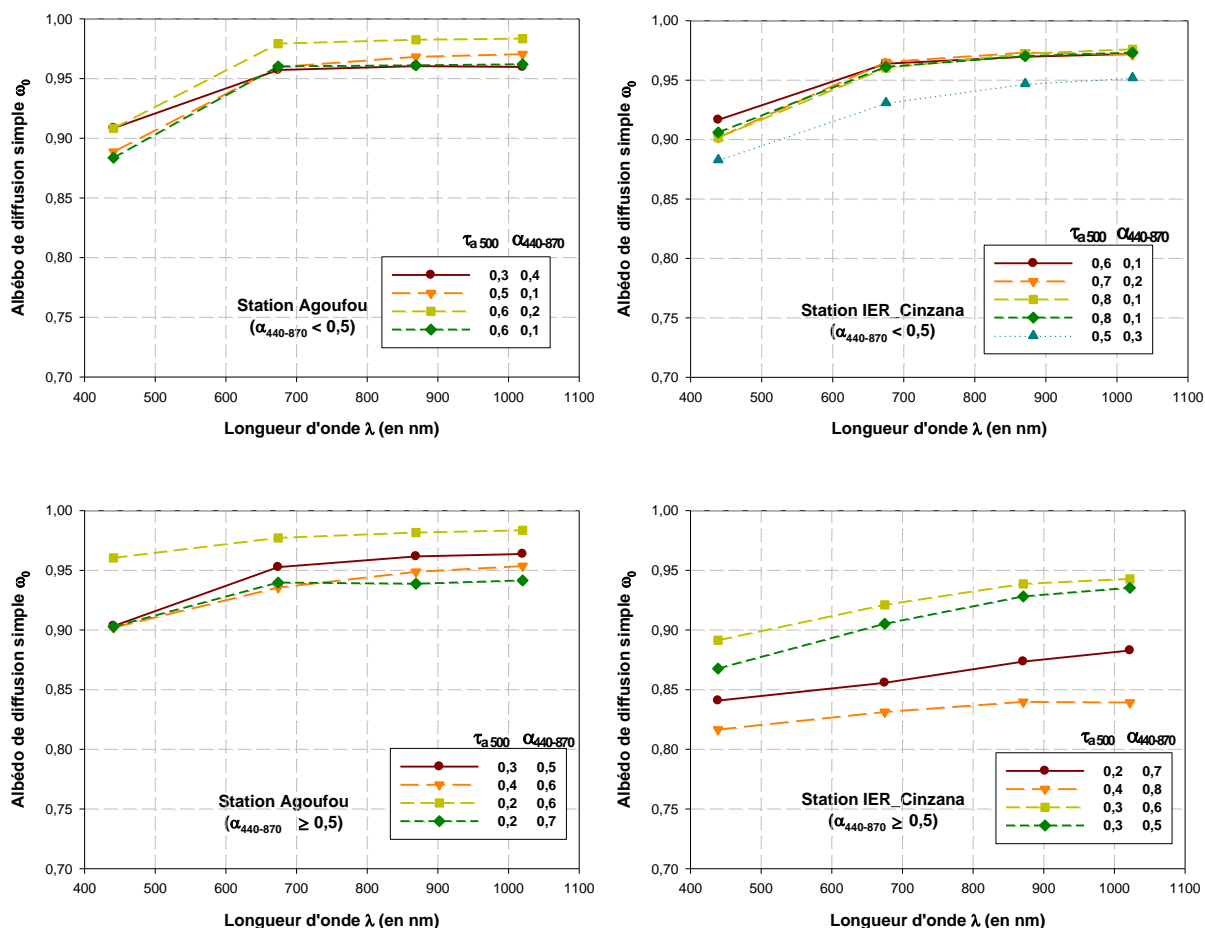 Albébo de diffusion simple ω0
1,00
0,95
0,90
0,85
0,80
0,75
0,70
400 500 600 700 800 900 1000 1100
Longueur d'onde λ (en nm)
Station Agoufou
(α440-870 < 0,5)
τa 500 α440-870
0,3 0,4
0,5 0,1
0,6 0,2
0,6 0,1
Albédo de diffusion simple ω0
1,00
0,95
0,90
0,85
0,80
0,75
0,70
400 500 600 700 800 900 1000 1100
Longueur d'onde λ (en nm)
Station IER_Cinzana
(α440-870 < 0,5)
τa 500 α440-870
0,6 0,1
0,7 0,2
0,8 0,1
0,8 0,1
0,5 0,3
Albédo de diffusion simple ω0
1,00
0,95
0,90
0,85
0,80
0,75
0,70
400 500 600 700 800 900 1000 1100
Longueur d'onde λ (en nm)
Station Agoufou
(α440-870 ≥ 0,5)
τa 500 α440-870
0,3 0,5
0,4 0,6
0,2 0,6
0,2 0,7
Albédo de diffusion simple ω0
1,00
0,95
0,90
0,85
0,80
0,75
0,70
400 500 600 700 800 900 1000 1100
Longueur d'onde λ (en nm)
Station IER_Cinzana
(α440-870 ≥ 0,5)
τa 500 α440-870
0,2 0,7
0,4 0,8
0,3 0,6
0,3 0,5